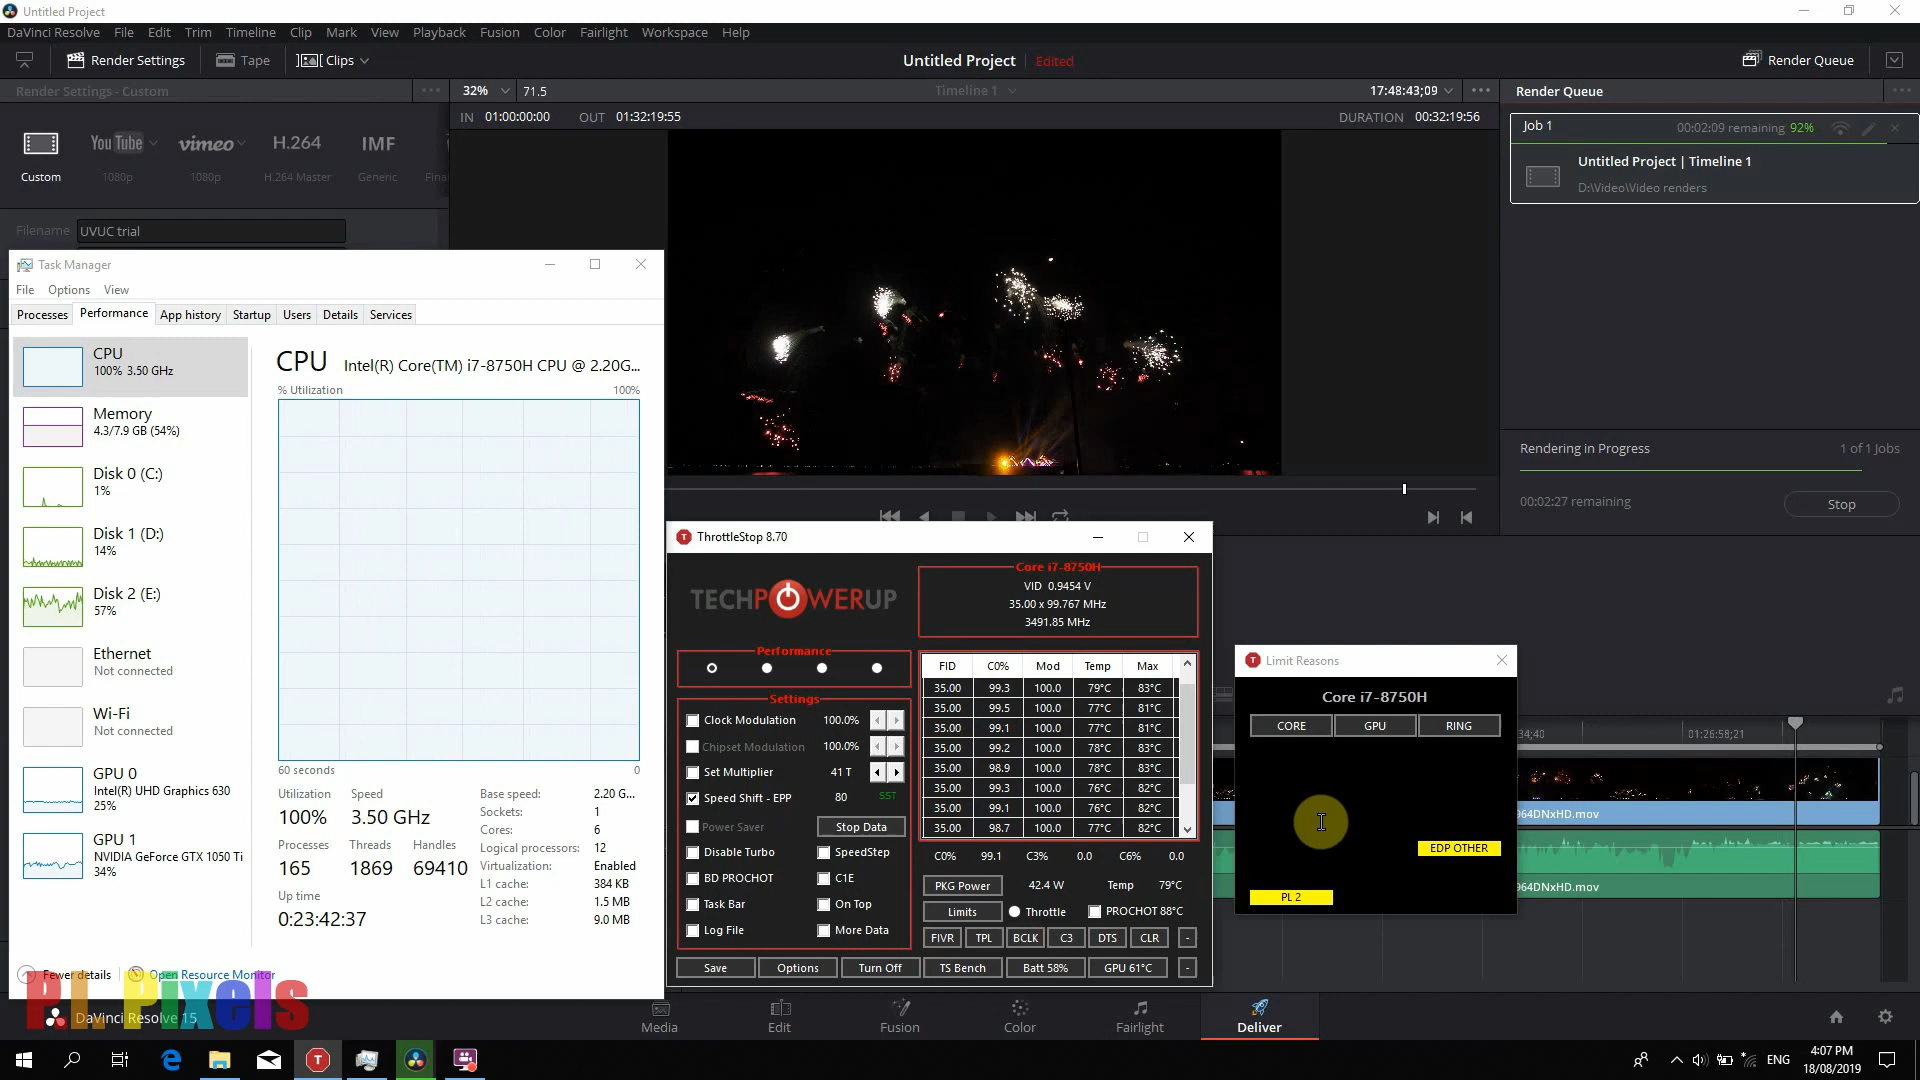 Untitled Project
DaVinci Resolve File Edit Trim Timeline Clip Mark View Playback Fusion Color Fairlight Workspace Help
Render Settings Tape Clips Untitled Project Edited Render Queue
Render Settings - Custom 32% 71.5 Timeline 1 17:48:43;09 Render Queue
IN 01:00:00:00 OUT 01:32:19:55 DURATION 00:32:19:56
Job 1 00:02:09 remaining 92%
YouTube vimeo H.264 IMF
Untitled Project | Timeline 1
Custom 1080p 1080p H.264 Master Generic Fina
D:\Video\Video renders
Filename UVUC trial
Rendering in Progress 1 of 1 Jobs
00:02:27 remaining Stop
Task Manager
File Options View
Processes Performance App history Startup Users Details Services
CPU
100% 3.50 GHz
Memory
4.3/7.9 GB (54%)
Disk 0 (C:)
1%
Disk 1 (D:)
14%
Disk 2 (E:)
57%
Ethernet
Not connected
Wi-Fi
Not connected
GPU 0
Intel(R) UHD Graphics 630
25%
GPU 1
NVIDIA GeForce GTX 1050 Ti
34%
CPU Intel(R) Core(TM) i7-8750H CPU @ 2.20G...
% Utilization 100%
60 seconds 0
Utilization Speed
100% 3.50 GHz
Processes Threads Handles
165 1869 69410
Up time
0:23:42:37
Base speed: 2.20 G...
Sockets: 1
Cores: 6
Logical processors: 12
Virtualization: Enabled
L1 cache: 384 KB
L2 cache: 1.5 MB
L3 cache: 9.0 MB
Fewer details Open Resource Monitor
ThrottleStop 8.70
TECHPOWERUP
Core i7-8750H
VID 0.9454 V
35.00 x 99.767 MHz
3491.85 MHz
Performance
Settings
Clock Modulation 100.0%
Chipset Modulation 100.0%
Set Multiplier 41 T
Speed Shift - EPP 80 SST
Power Saver Stop Data
Disable Turbo SpeedStep
BD PROCHOT C1E
Task Bar On Top
Log File More Data
FID C0% Mod Temp Max
35.00 99.3 100.0 79°C 83°C
35.00 99.5 100.0 77°C 81°C
35.00 99.1 100.0 77°C 81°C
35.00 99.2 100.0 78°C 83°C
35.00 98.9 100.0 78°C 83°C
35.00 99.3 100.0 76°C 82°C
35.00 99.1 100.0 76°C 82°C
35.00 98.7 100.0 77°C 82°C
C0% 99.1 C3% 0.0 C6% 0.0
PKG Power 42.4 W Temp 79°C
Limits Throttle PROCHOT 88°C
FIVR TPL BCLK C3 DTS CLR -
Save Options Turn Off TS Bench Batt 58% GPU 61°C -
Limit Reasons
Core i7-8750H
CORE GPU RING
EDP OTHER
PL 2
34;40 01:26:58;21
964DNxHD.mov
964DNxHD.mov
P.I. Pixels
DaVinci Resolve 15
Media Edit Fusion Color Fairlight Deliver
ENG 4:07 PM
18/08/2019